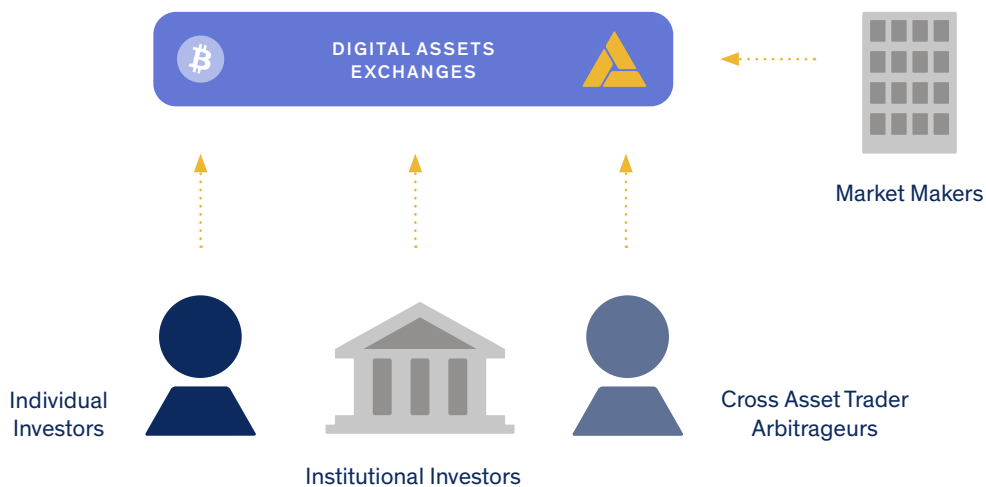 DIGITAL ASSETS
EXCHANGES
Market Makers
Individual
Investors
Institutional Investors
Cross Asset Trader
Arbitrageurs